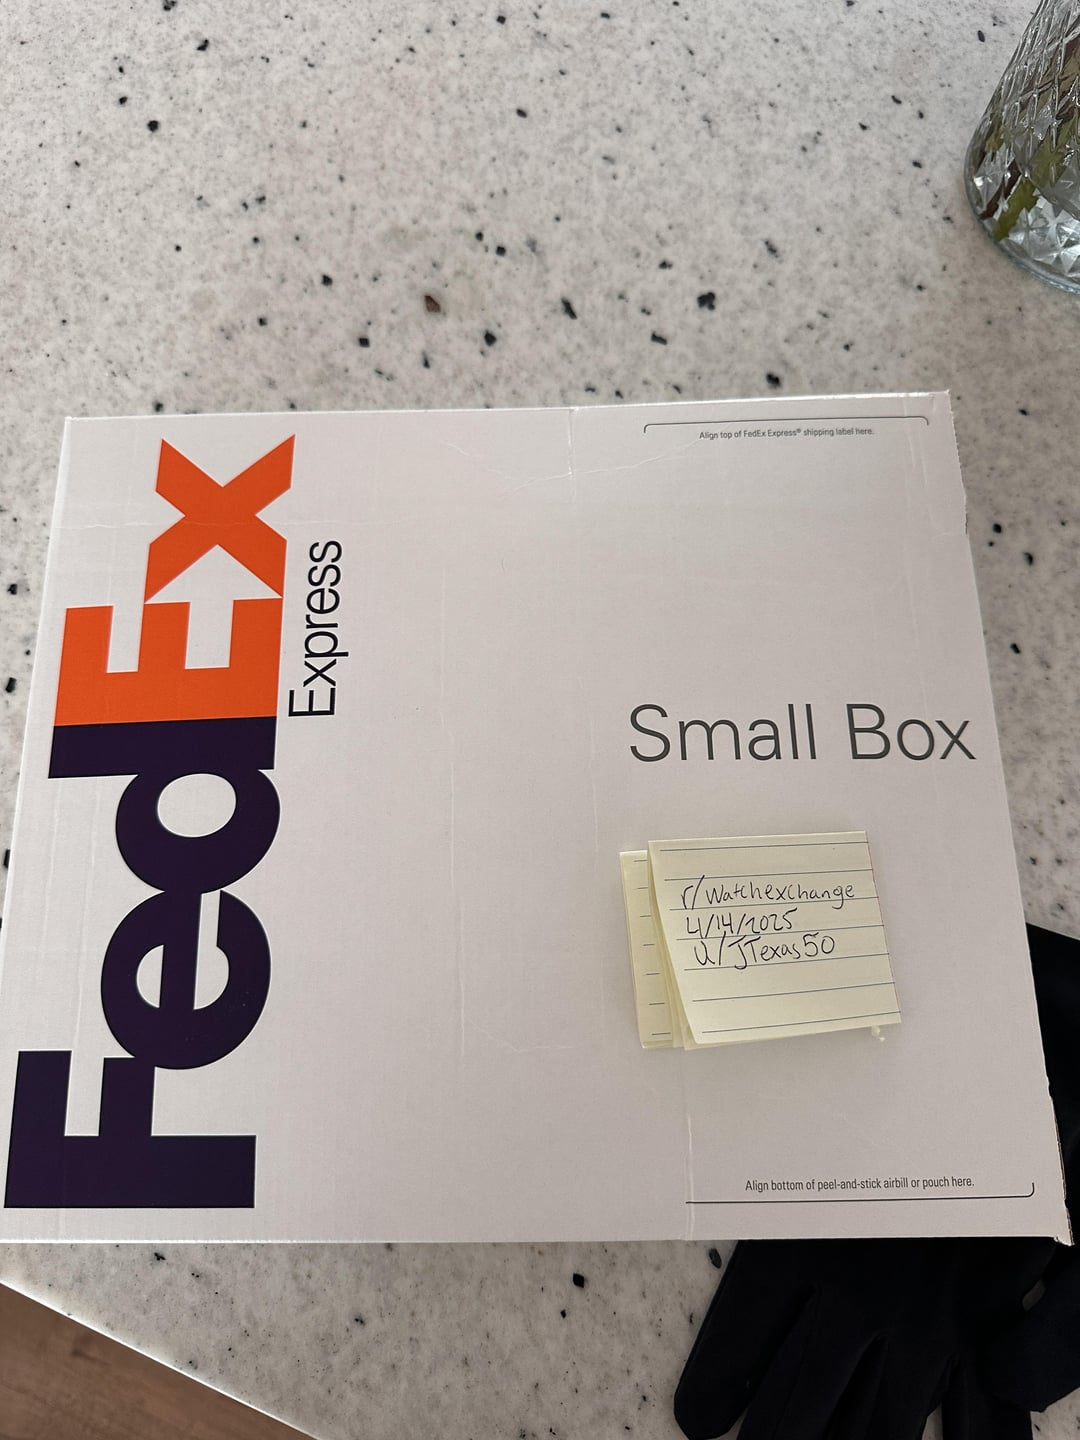 FedEx
Express
Align top of FedEx Express® shipping label here.
Small Box
r/Watchexchange
4/14/2025
u/JTexas50
Align bottom of peel-and-stick airbill or pouch here.